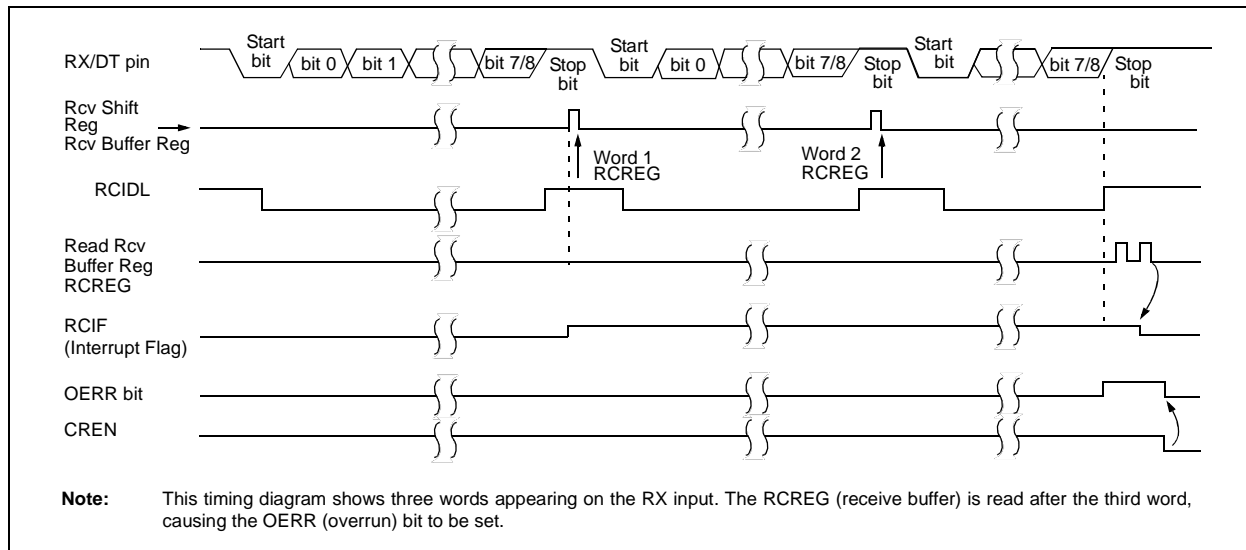 RX/DT pin
Start bit
bit 0
bit 1
bit 7/8
Stop bit
Start bit
bit 0
bit 7/8
Stop bit
Start bit
bit 7/8
Stop bit
Rcv Shift
Reg
Rcv Buffer Reg
Word 1
RCREG
Word 2
RCREG
RCIDL
Read Rcv
Buffer Reg
RCREG
RCIF
(Interrupt Flag)
OERR bit
CREN
Note: This timing diagram shows three words appearing on the RX input. The RCREG (receive buffer) is read after the third word,
causing the OERR (overrun) bit to be set.